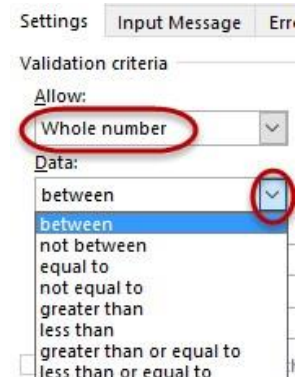 Settings Input Message
Validation criteria
Allow:
Whole number
Data:
between
between
not between
equal to
not equal to
greater than
less than
greater than or equal to
less than or equal to